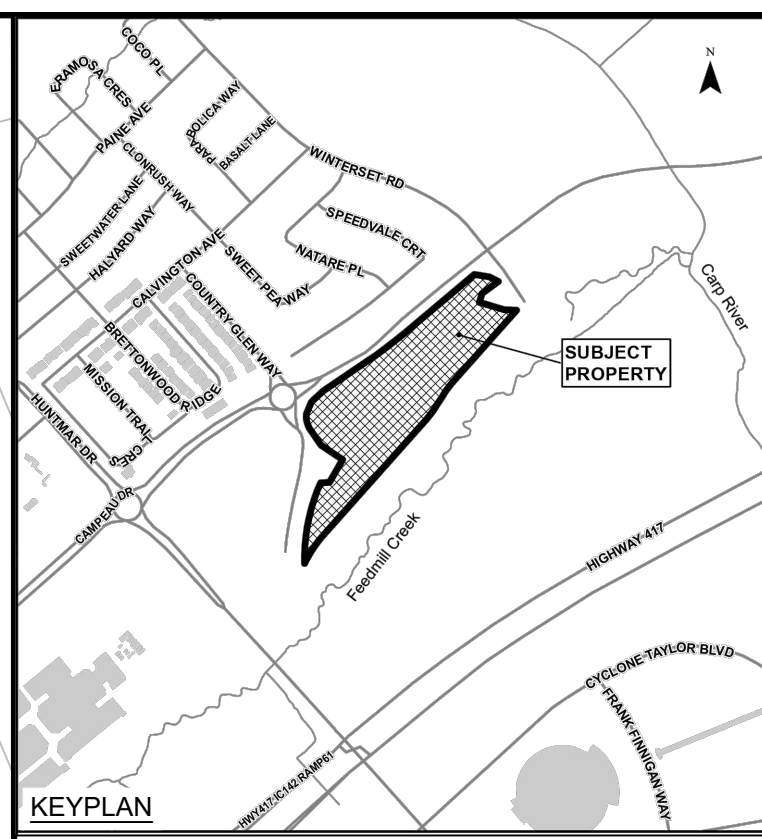 COCO PL
N
ERAMOSA CRES
PAINE AVE
PARABOLICA WAY
BASALT LANE
CLONRUSH WAY
WINTERSET RD
SWEETWATER LANE
HALYARD WAY
SPEEDVALE CRT
CALVINGTON AVE
SWEET PEA WAY
NATARE PL
COUNTRY GLEN WAY
Carp River
BRETTONWOOD RIDGE
SUBJECT
PROPERTY
MISSION TRAIL CRES
HUNTMAR DR
CAMPEAU DR
Feedmill Creek
HIGHWAY 417
CYCLONE TAYLOR BLVD
FRANK FINNIGAN WAY
HWY417 IC142 RAMP61
KEYPLAN